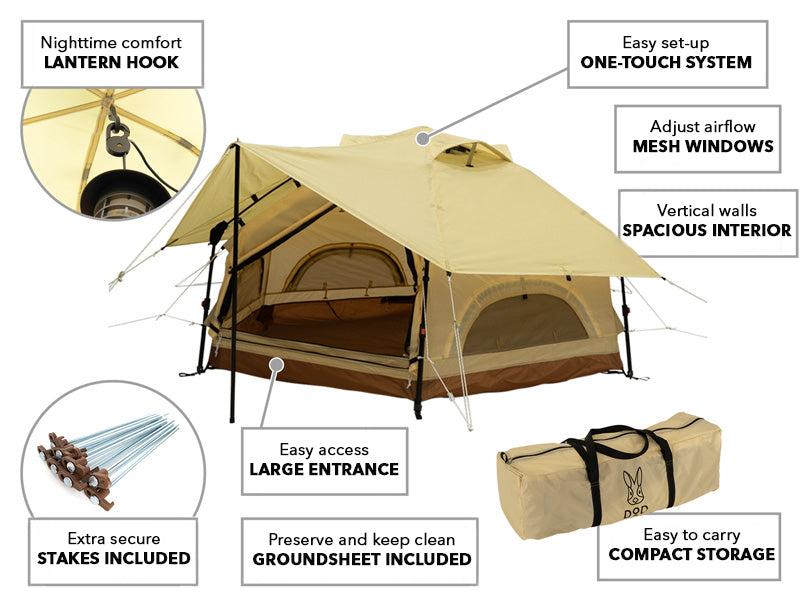 Nighttime comfort
LANTERN HOOK
Easy set-up
ONE-TOUCH SYSTEM
Adjust airflow
MESH WINDOWS
Vertical walls
SPACIOUS INTERIOR
Easy access
LARGE ENTRANCE
DOD
Extra secure
STAKES INCLUDED
Preserve and keep clean
GROUNDSHEET INCLUDED
Easy to carry
COMPACT STORAGE